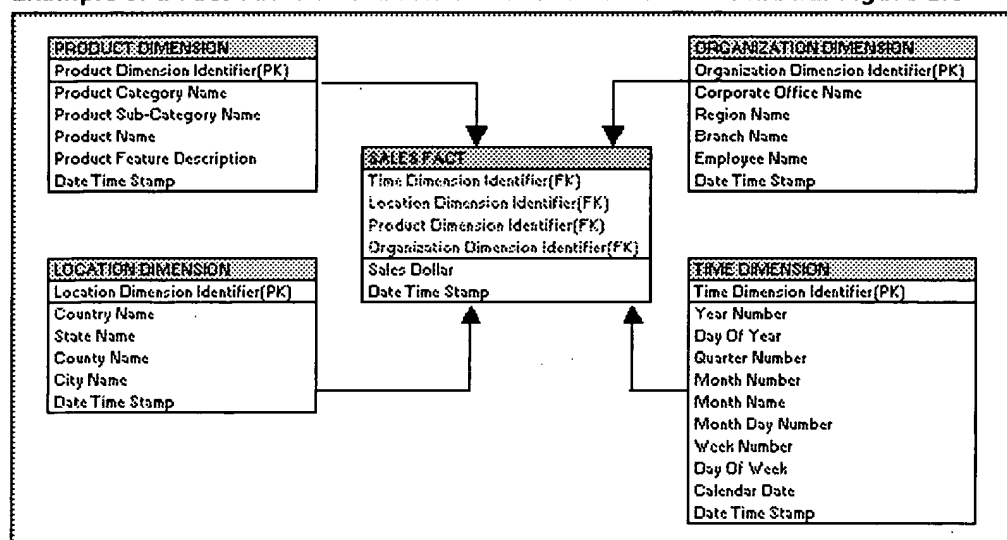 PRODUCT DIMENSION
Product Dimension Identifier(PK)
Product Category Name
Product Sub-Category Name
Product Name
Product Feature Description
Date Time Stamp
ORGANIZATION DIMENSION
Organization Dimension Identifier(PK)
Corporate Office Name
Region Name
Branch Name
Employee Name
Date Time Stamp
SALES FACT
Time Dimension Identifier(FK)
Location Dimension Identifier(FK)
Product Dimension Identifier(FK)
Organization Dimension Identifier(FK)
Sales Dollar
Date Time Stamp
LOCATION DIMENSION
Location Dimension Identifier(PK)
Country Name
State Name
County Name
City Name
Date Time Stamp
TIME DIMENSION
Time Dimension Identifier(PK)
Year Number
Day Of Year
Quarter Number
Month Number
Month Name
Month Day Number
Week Number
Day Of Week
Calendar Date
Date Time Stamp